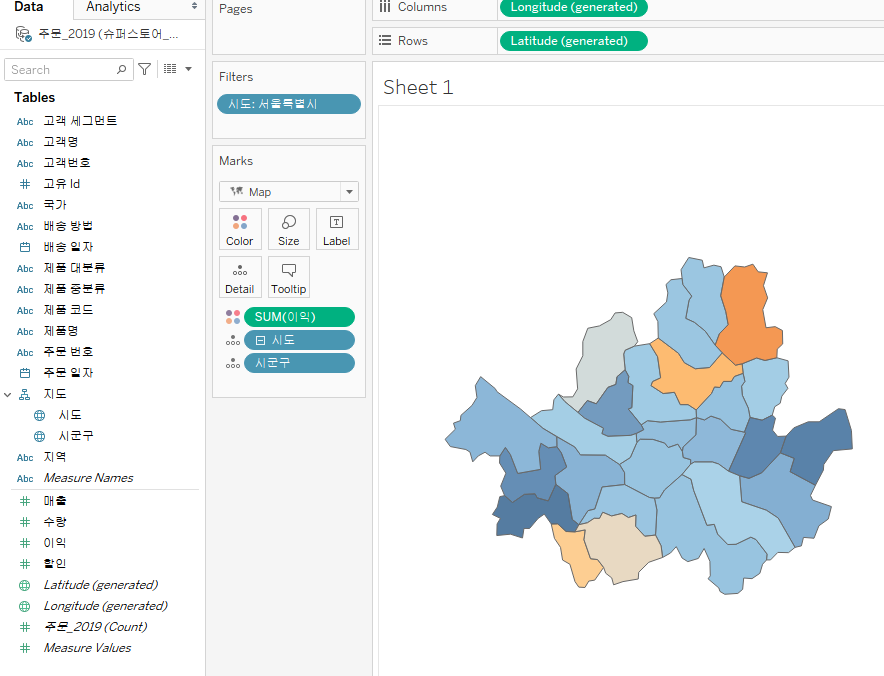 Data
Analytics
주문_2019 (슈퍼스토어_...
Search
Tables
Abc 고객 세그먼트
Abc 고객명
Abc 고객번호
# 고유 Id
Abc 국가
Abc 배송 방법
배송 일자
Abc 제품 대분류
Abc 제품 중분류
Abc 제품 코드
Abc 제품명
Abc 주문 번호
주문 일자
지도
시도
시군구
Abc 지역
Abc Measure Names
# 매출
# 수량
# 이익
# 할인
Latitude (generated)
Longitude (generated)
# 주문_2019 (Count)
# Measure Values
Pages
Filters
시도: 서울특별시
Marks
Map
Color Size Label
Detail Tooltip
SUM(이익)
시도
시군구
Columns Longitude (generated)
Rows Latitude (generated)
Sheet 1